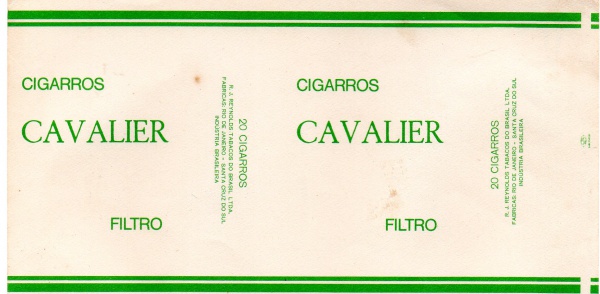 CIGARROS
CAVALIER
FILTRO
20 CIGARROS
R. J. REYNOLDS TABACOS DO BRASIL LTDA.
FABRICAS: RIO DE JANEIRO - SANTA CRUZ DO SUL
INDUSTRIA BRASILEIRA
CIGARROS
CAVALIER
FILTRO
20 CIGARROS
R. J. REYNOLDS TABACOS DO BRASIL LTDA.
FABRICAS: RIO DE JANEIRO - SANTA CRUZ DO SUL
INDUSTRIA BRASILEIRA